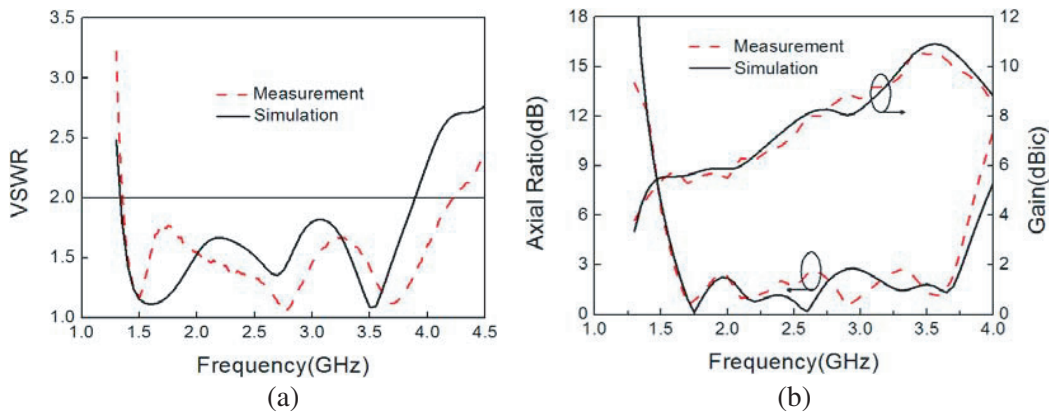 3.5
3.0
2.5
2.0
1.5
1.0
VSWR
Measurement
Simulation
1.0 1.5 2.0 2.5 3.0 3.5 4.0 4.5
Frequency(GHz)
(a)
18
15
12
9
6
3
0
Axial Ratio(dB)
Measurement
Simulation
12
10
8
6
4
2
0
Gain(dBic)
1.0 1.5 2.0 2.5 3.0 3.5 4.0
Frequency(GHz)
(b)